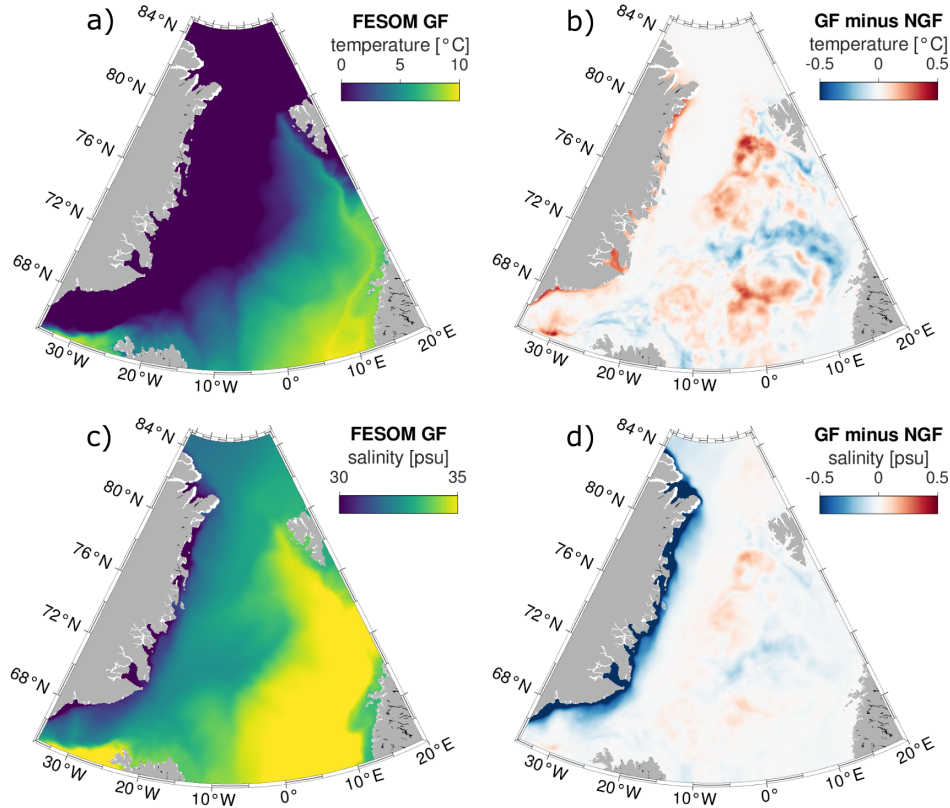 a)
FESOM GF
temperature [°C]
0 5 10
84°N
80°N
76°N
72°N
68°N
30°W
20°W
10°W
0°
10°E
20°E
b)
GF minus NGF
temperature [°C]
-0.5 0 0.5
84°N
80°N
76°N
72°N
68°N
30°W
20°W
10°W
0°
10°E
20°E
c)
FESOM GF
salinity [psu]
30 35
84°N
80°N
76°N
72°N
68°N
30°W
20°W
10°W
0°
10°E
20°E
d)
GF minus NGF
salinity [psu]
-0.5 0 0.5
84°N
80°N
76°N
72°N
68°N
30°W
20°W
10°W
0°
10°E
20°E